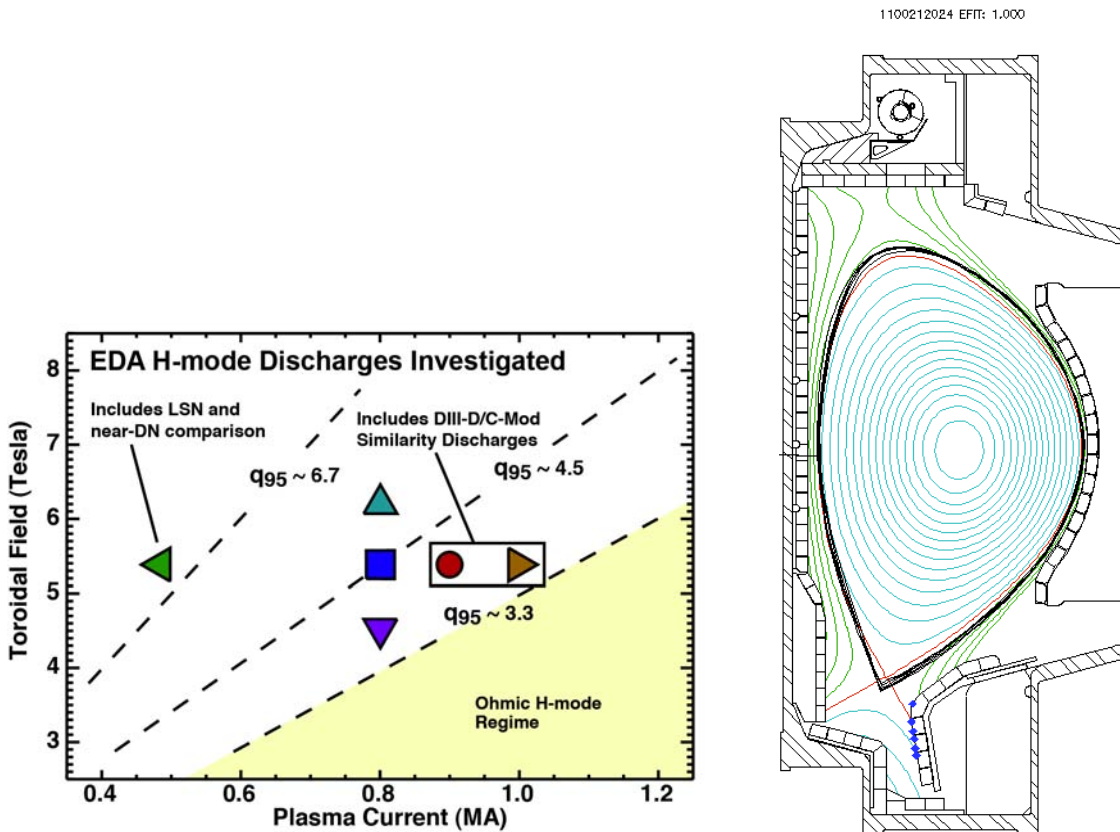 1100212024 EFIT: 1.000
EDA H-mode Discharges Investigated
Includes LSN and
near-DN comparison
Includes DIII-D/C-Mod
Similarity Discharges
q95 ~ 6.7
q95 ~ 4.5
q95 ~ 3.3
Ohmic H-mode
Regime
Toroidal Field (Tesla)
8
7
6
5
4
3
0.4
0.6
0.8
1.0
1.2
Plasma Current (MA)